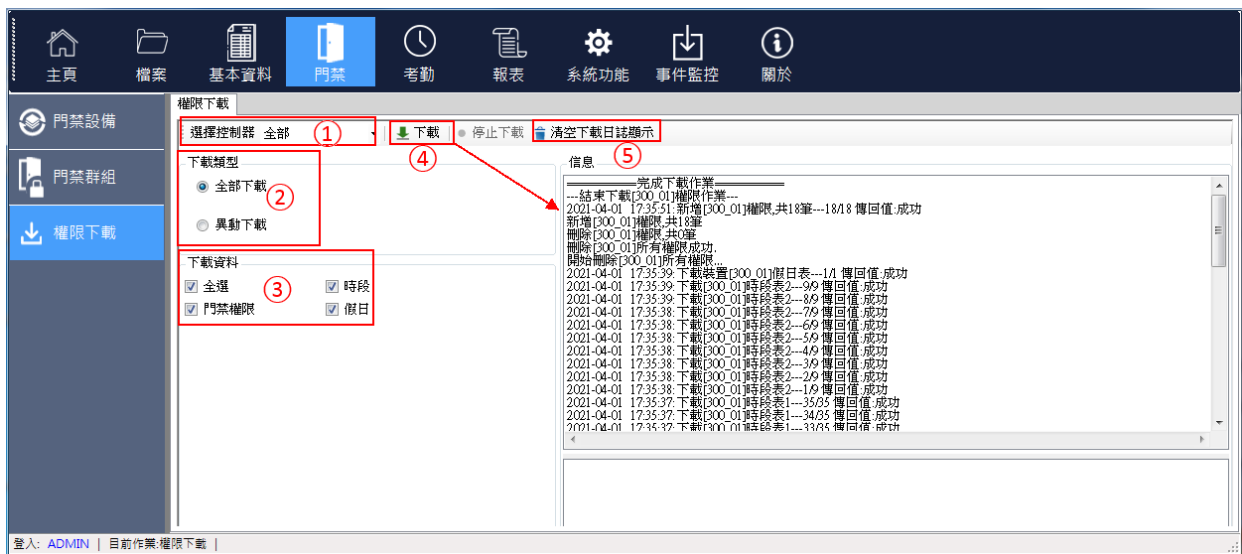 主頁 檔案 基本資料 門禁 考勤 報表 系統功能 事件監控 關於
門禁設備
門禁群組
權限下載
權限下載
選擇控制器 全部 ① 下載 停止下載 清空下載日誌顯示
④ ⑤
下載類型
全部下載
②
異動下載
下載資料
全選 ③ 時段
門禁權限 假日
信息
═════完成下載作業═════
---結束下載[300_01]權限作業---
2021-04-01 17:35:51: 新增[300_01]權限,共18筆---18/18 傳回值:成功
新增[300_01]權限,共18筆
刪除[300_01]權限,共0筆
刪除[300_01]所有權限成功.
開始刪除[300_01]所有權限...
2021-04-01 17:35:39: 下載裝置[300_01]假日表---1/1 傳回值:成功
2021-04-01 17:35:39: 下載[300_01]時段表2---9/9 傳回值:成功
2021-04-01 17:35:39: 下載[300_01]時段表2---8/9 傳回值:成功
2021-04-01 17:35:38: 下載[300_01]時段表2---7/9 傳回值:成功
2021-04-01 17:35:38: 下載[300_01]時段表2---6/9 傳回值:成功
2021-04-01 17:35:38: 下載[300_01]時段表2---5/9 傳回值:成功
2021-04-01 17:35:38: 下載[300_01]時段表2---4/9 傳回值:成功
2021-04-01 17:35:38: 下載[300_01]時段表2---3/9 傳回值:成功
2021-04-01 17:35:38: 下載[300_01]時段表2---2/9 傳回值:成功
2021-04-01 17:35:38: 下載[300_01]時段表2---1/9 傳回值:成功
2021-04-01 17:35:37: 下載[300_01]時段表1---35/35 傳回值:成功
2021-04-01 17:35:37: 下載[300_01]時段表1---34/35 傳回值:成功
2021-04-01 17:35:37: 下載[300_01]時段表1---33/35 傳回值:成功
登入: ADMIN | 目前作業:權限下載 |